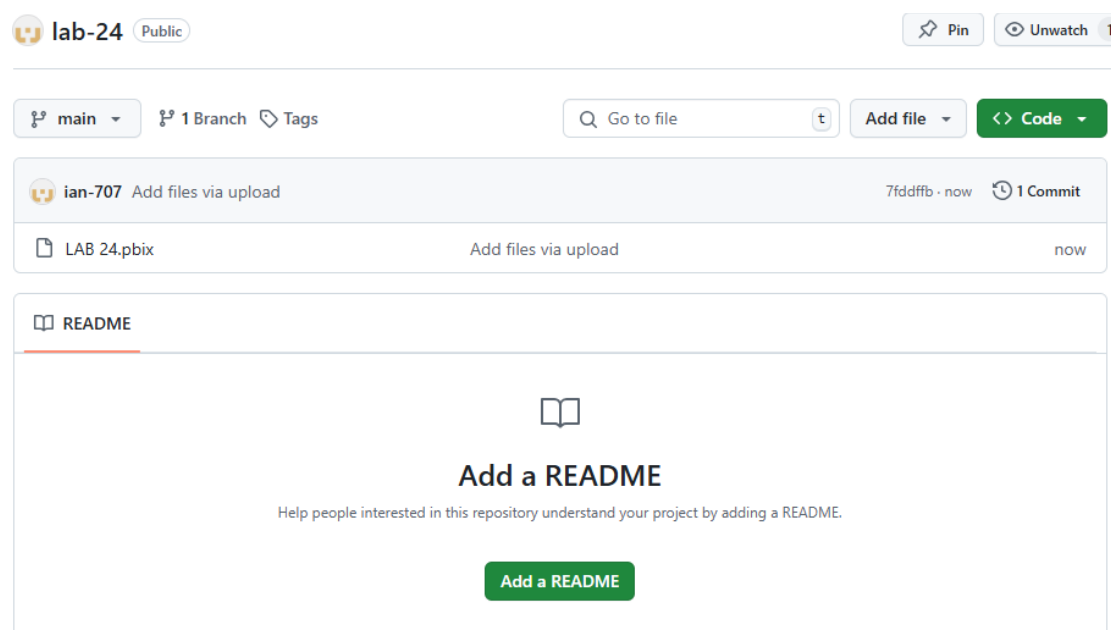 lab-24 Public Pin Unwatch 1
main 1 Branch Tags Go to file t Add file <> Code
ian-707 Add files via upload 7fddffb · now 1 Commit
LAB 24.pbix Add files via upload now
README
Add a README
Help people interested in this repository understand your project by adding a README.
Add a README